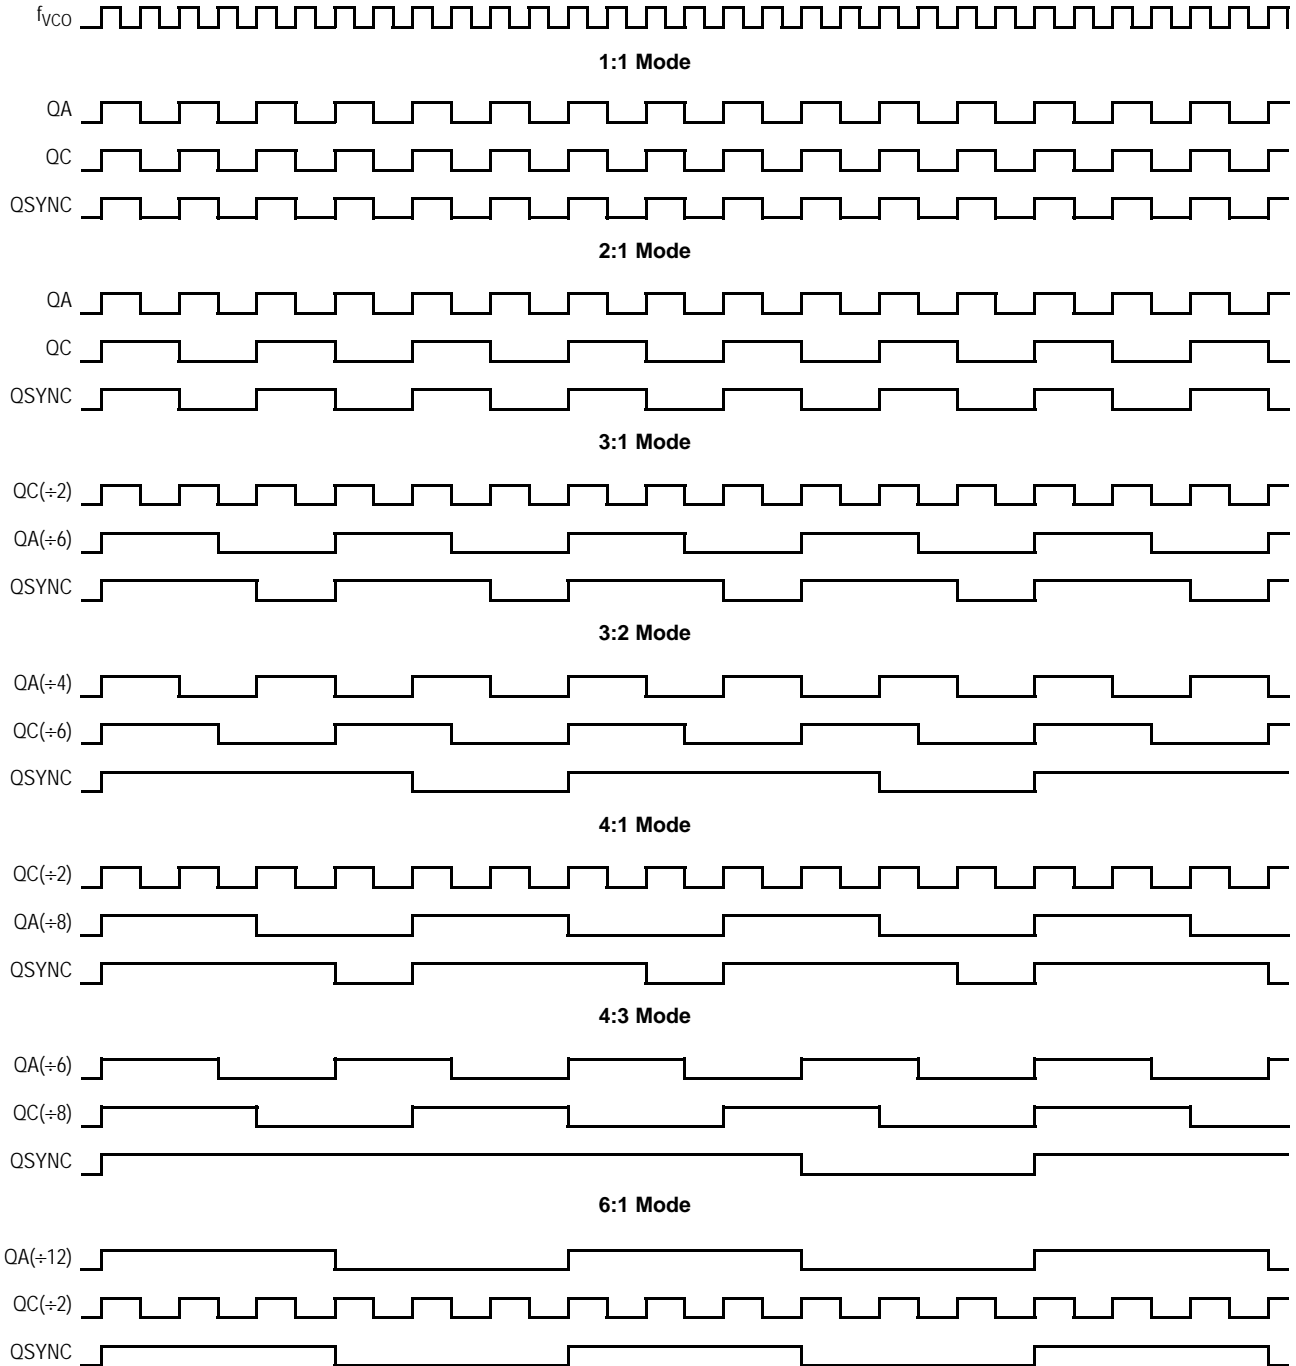 fVCO
1:1 Mode
QA
QC
QSYNC
2:1 Mode
QA
QC
QSYNC
3:1 Mode
QC(÷2)
QA(÷6)
QSYNC
3:2 Mode
QA(÷4)
QC(÷6)
QSYNC
4:1 Mode
QC(÷2)
QA(÷8)
QSYNC
4:3 Mode
QA(÷6)
QC(÷8)
QSYNC
6:1 Mode
QA(÷12)
QC(÷2)
QSYNC